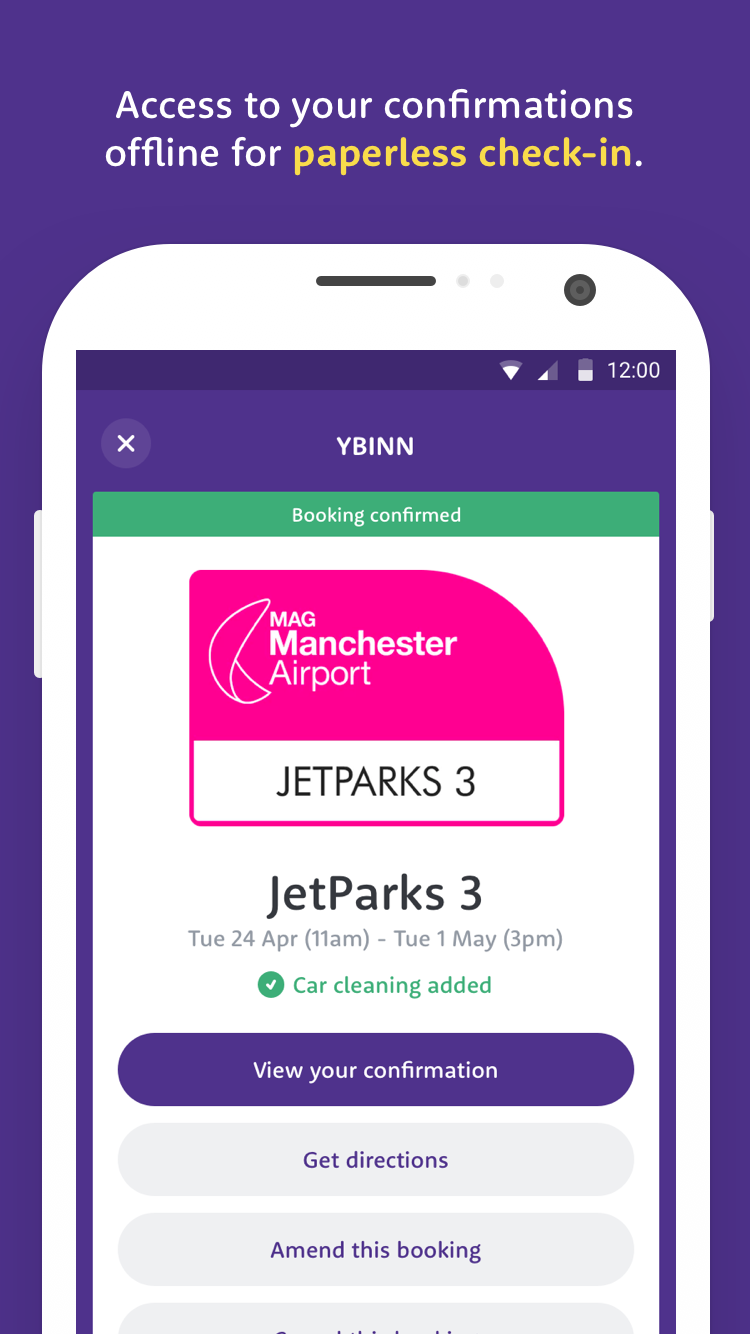 Access to your confirmations
offline for paperless check-in.
12:00
YBINN
Booking confirmed
MAG
Manchester
Airport
JETPARKS 3
JetParks 3
Tue 24 Apr (11am) - Tue 1 May (3pm)
Car cleaning added
View your confirmation
Get directions
Amend this booking